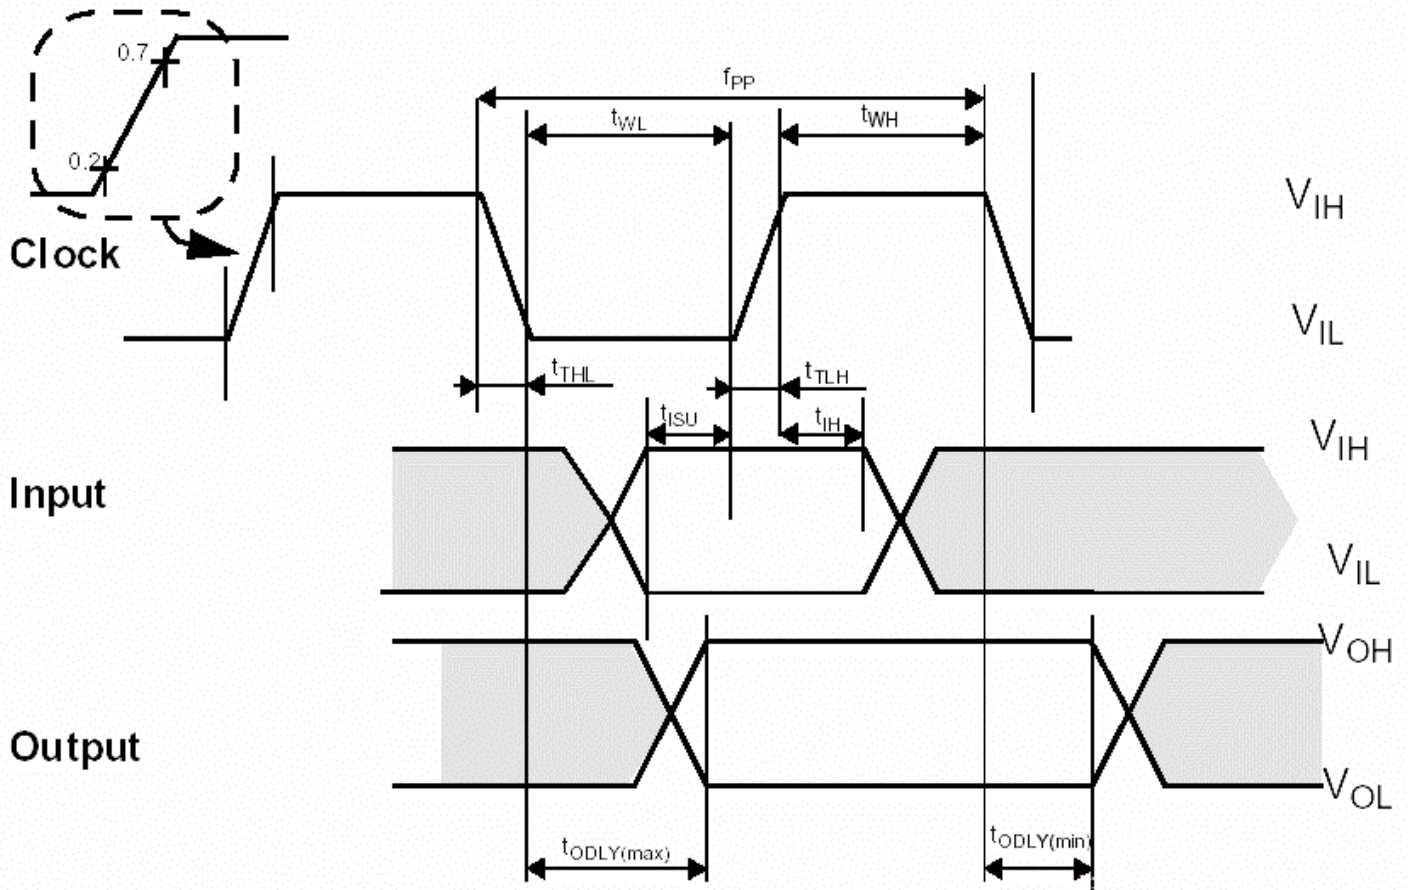 0.7
0.2
fPP
tWL
tWH
VIH
Clock
VIL
tTHL
tTLH
tISU
tIH
VIH
Input
VIL
VOH
Output
VOL
tODLY(max)
tODLY(min)